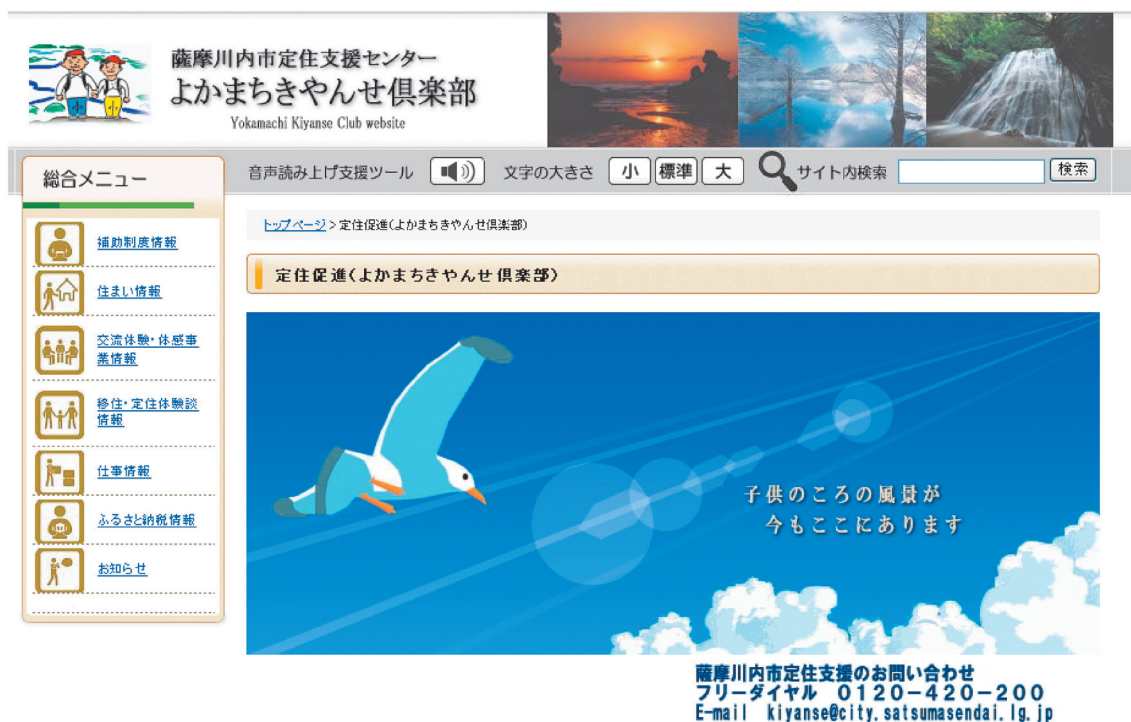 薩摩川内市定住支援センター
よかまちきやんせ倶楽部
Yokamachi Kiyanse Club website
総合メニュー
音声読み上げ支援ツール 文字の大きさ 小 標準 大 サイト内検索 検索
補助制度情報
住まい情報
交流体験・体感事
業情報
移住・定住体験談
情報
仕事情報
ふるさと納税情報
お知らせ
トップページ > 定住促進(よかまちきやんせ倶楽部)
定住促進(よかまちきやんせ倶楽部)
子供のころの風景が
今もここにあります
薩摩川内市定住支援のお問い合わせ
フリーダイヤル 0120-420-200
E-mail kiyanse@city.satsumasendai.lg.jp